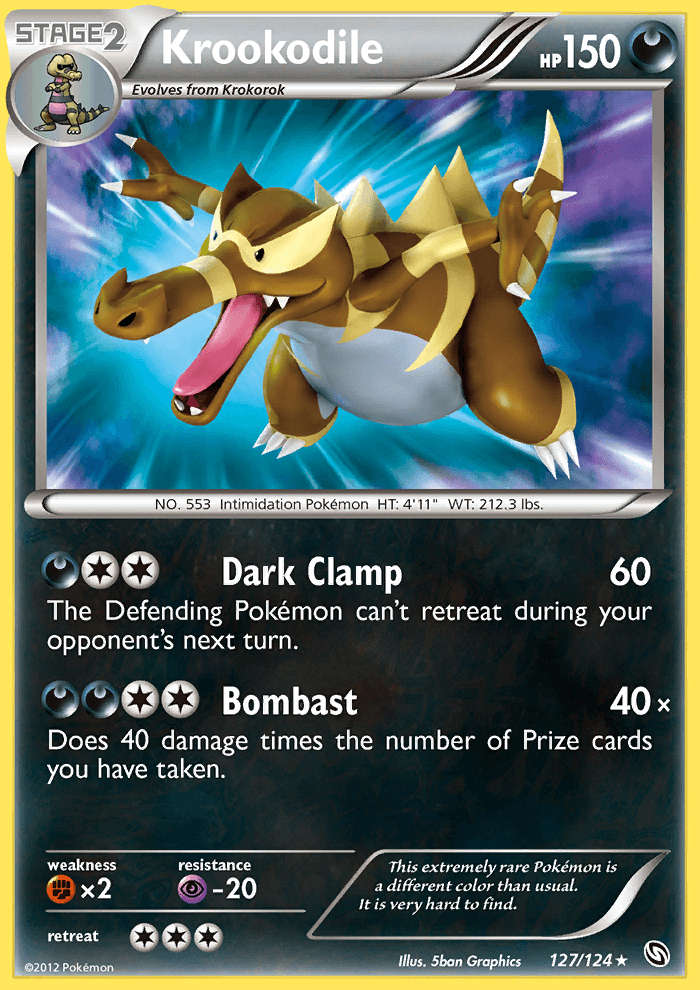 STAGE2
Krookodile
HP150
Evolves from Krokorok
NO. 553 Intimidation Pokémon HT: 4'11" WT: 212.3 lbs.
Dark Clamp 60
The Defending Pokémon can't retreat during your
opponent's next turn.
Bombast 40×
Does 40 damage times the number of Prize cards
you have taken.
weakness resistance
×2 -20
This extremely rare Pokémon is
a different color than usual.
It is very hard to find.
retreat
Illus. 5ban Graphics 127/124★
©2012 Pokémon